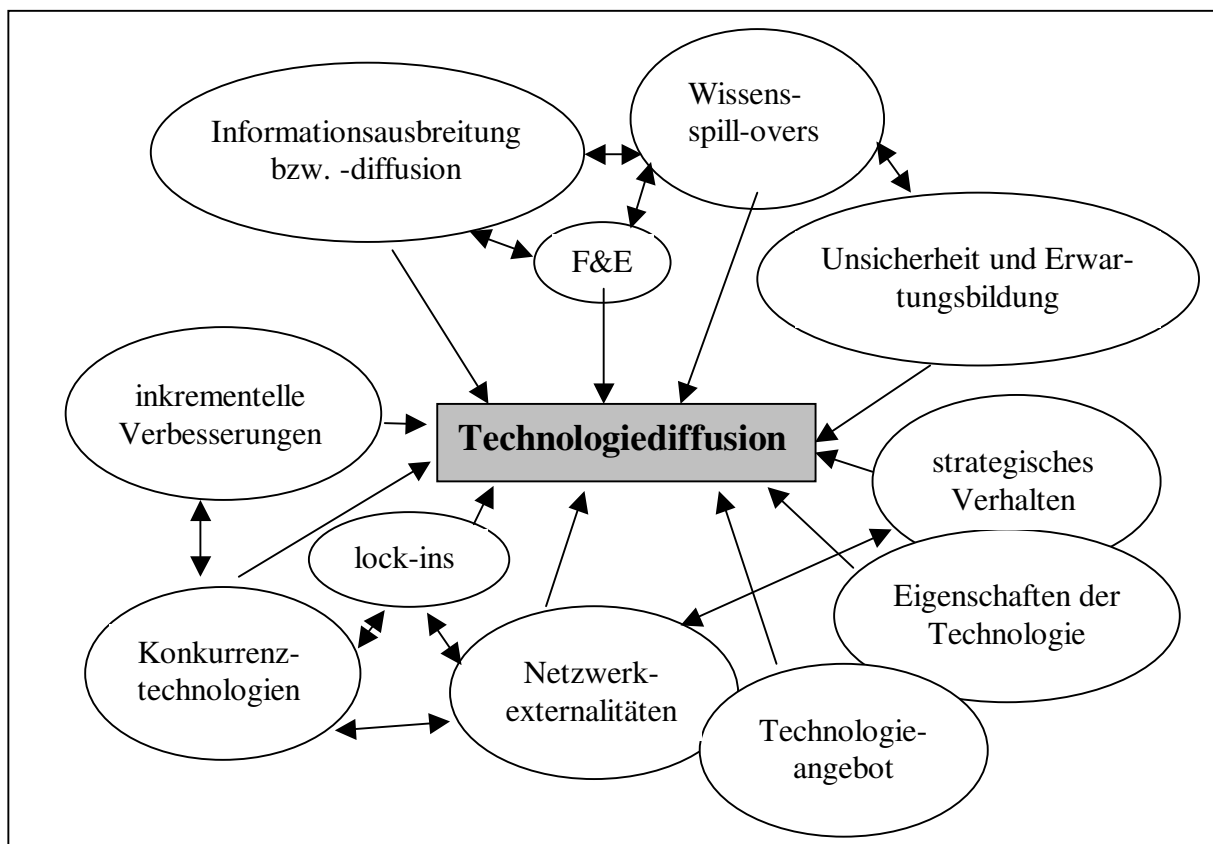 Informationsausbreitung
bzw. -diffusion
Wissens-
spill-overs
F&E
Unsicherheit und Erwar-
tungsbildung
inkrementelle
Verbesserungen
Technologiediffusion
strategisches
Verhalten
lock-ins
Eigenschaften der
Technologie
Konkurrenz-
technologien
Netzwerk-
externalitäten
Technologie-
angebot